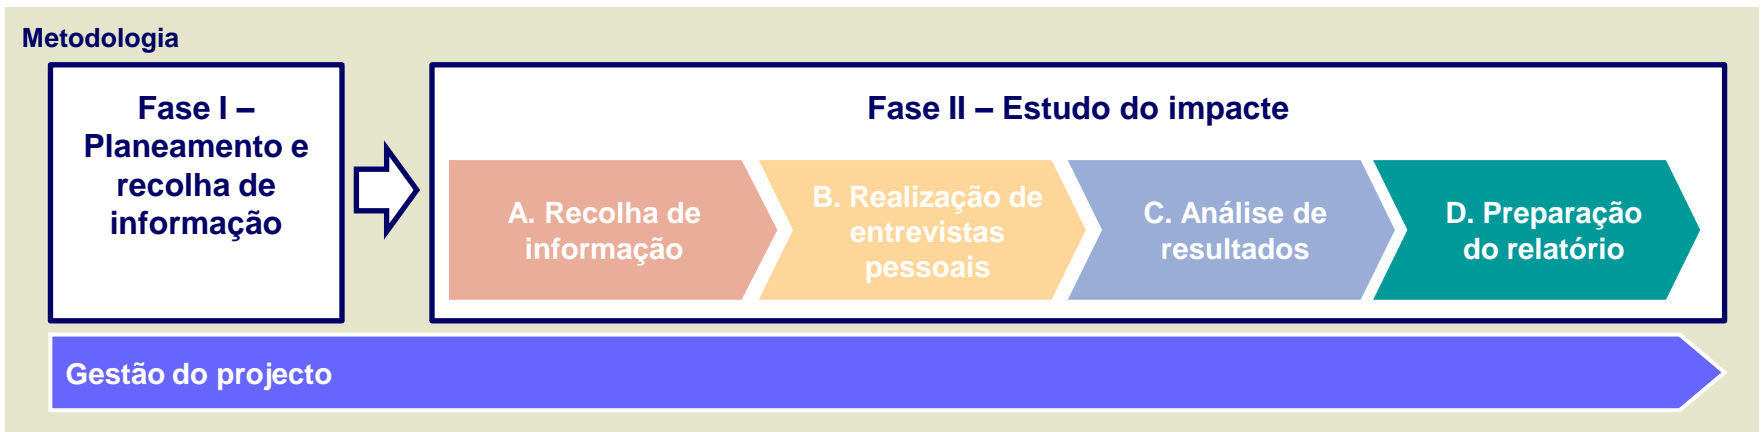 Metodologia
Fase I –
Planeamento e
recolha de
informação
Fase II – Estudo do impacte
A. Recolha de
informação
B. Realização de
entrevistas
pessoais
C. Análise de
resultados
D. Preparação
do relatório
Gestão do projecto